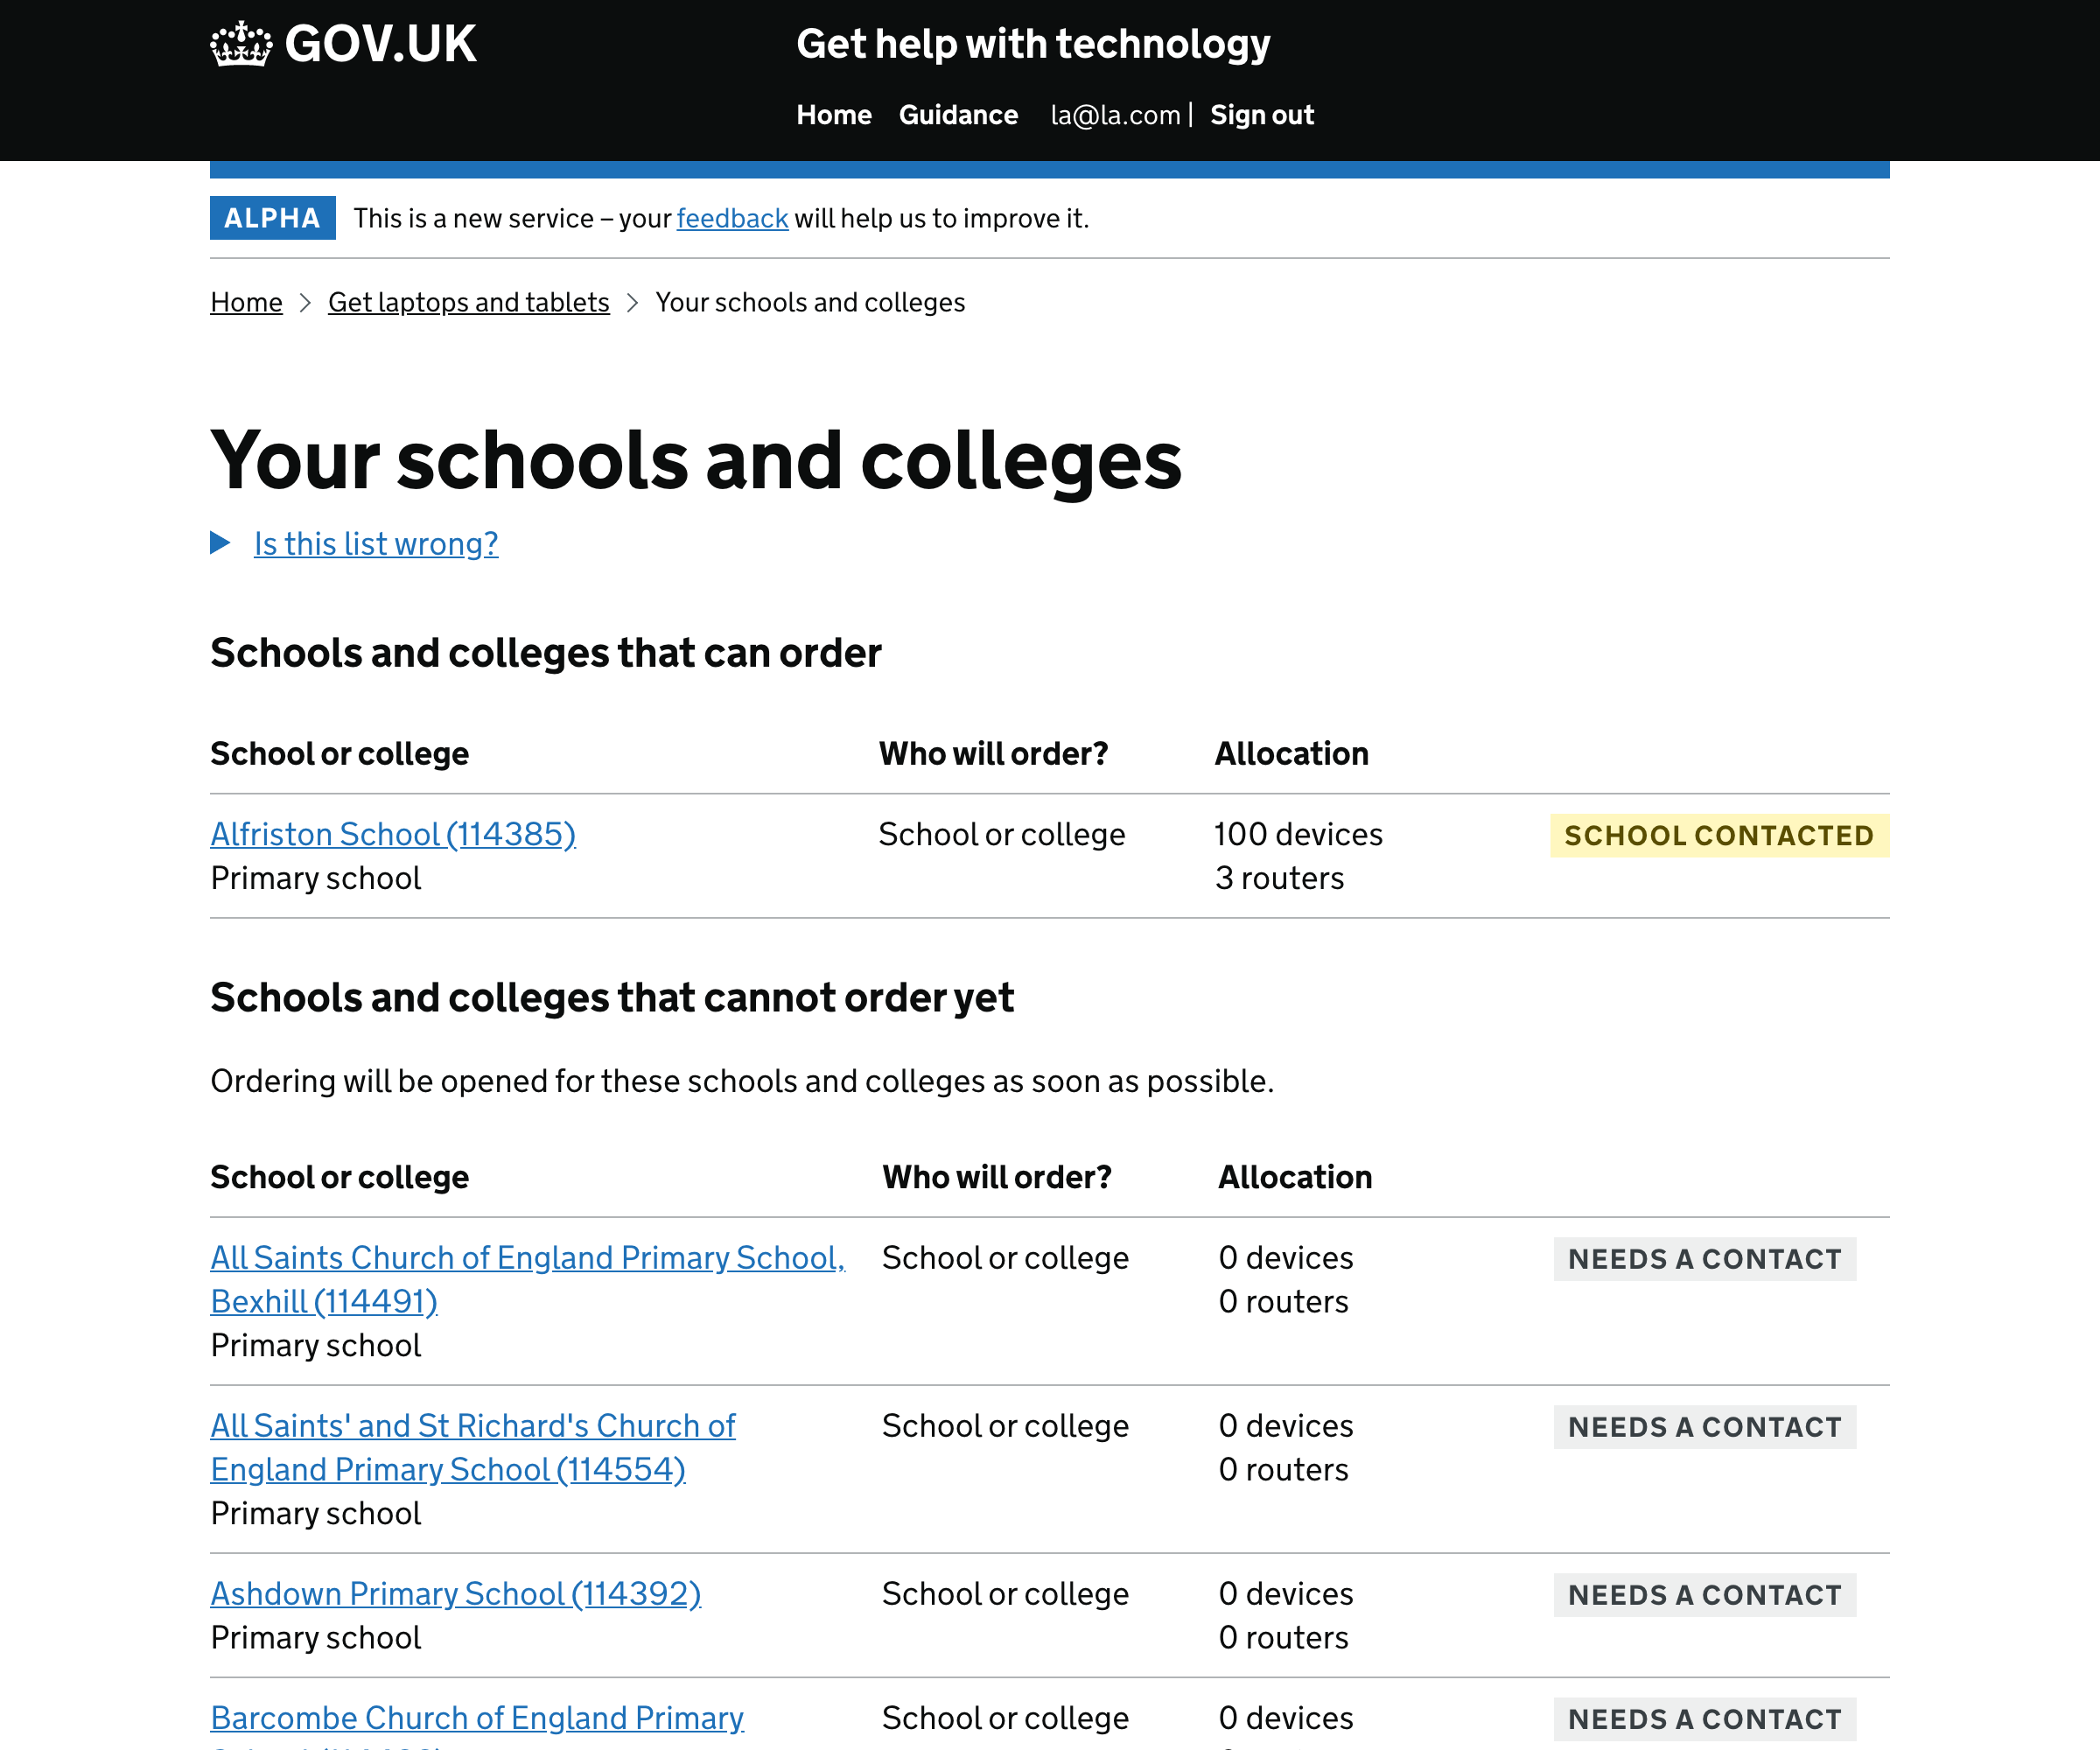 GOV.UK
Get help with technology
Home Guidance la@la.com | Sign out
ALPHA This is a new service – your feedback will help us to improve it.
Home > Get laptops and tablets > Your schools and colleges
Your schools and colleges
Is this list wrong?
Schools and colleges that can order
School or college Who will order? Allocation
Alfriston School (114385) School or college 100 devices SCHOOL CONTACTED
Primary school 3 routers
Schools and colleges that cannot order yet
Ordering will be opened for these schools and colleges as soon as possible.
School or college Who will order? Allocation
All Saints Church of England Primary School, School or college 0 devices NEEDS A CONTACT
Bexhill (114491) 0 routers
Primary school
All Saints' and St Richard's Church of School or college 0 devices NEEDS A CONTACT
England Primary School (114554) 0 routers
Primary school
Ashdown Primary School (114392) School or college 0 devices NEEDS A CONTACT
Primary school 0 routers
Barcombe Church of England Primary School or college 0 devices NEEDS A CONTACT